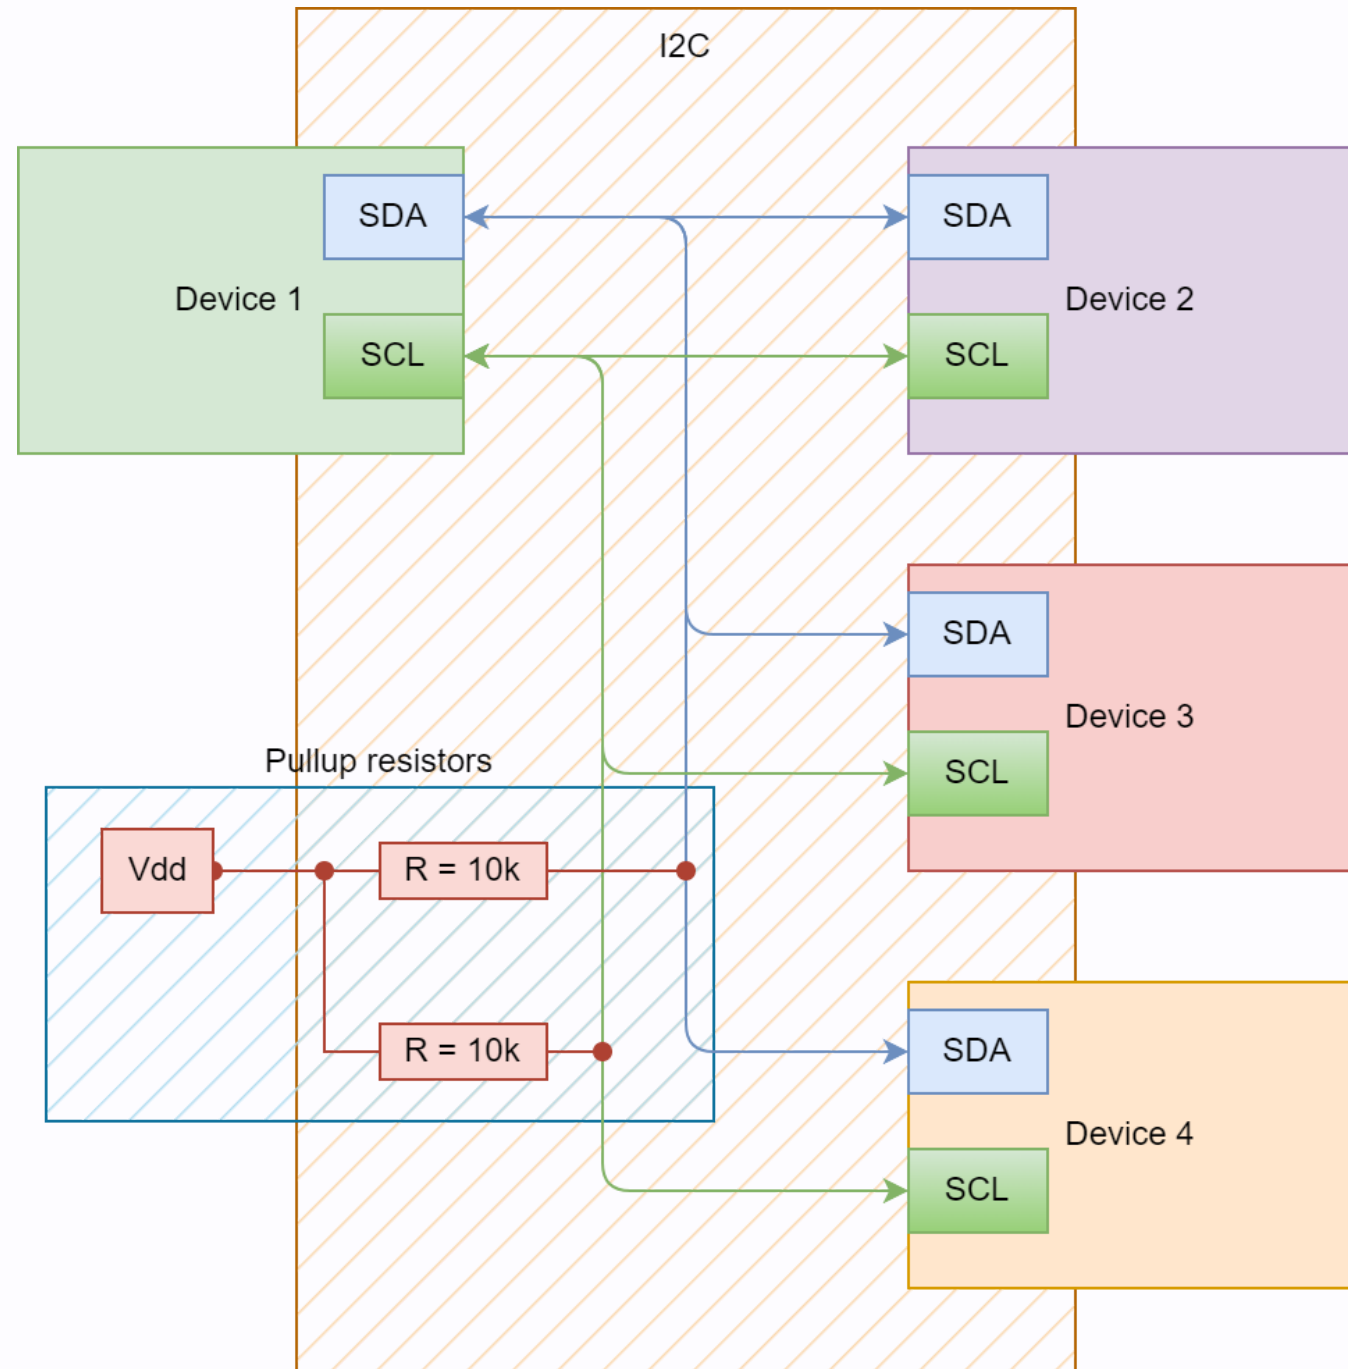 I2C
SDA
Device 1
SCL
SDA
Device 2
SCL
SDA
Device 3
SCL
Pullup resistors
Vdd
R = 10k
R = 10k
SDA
Device 4
SCL